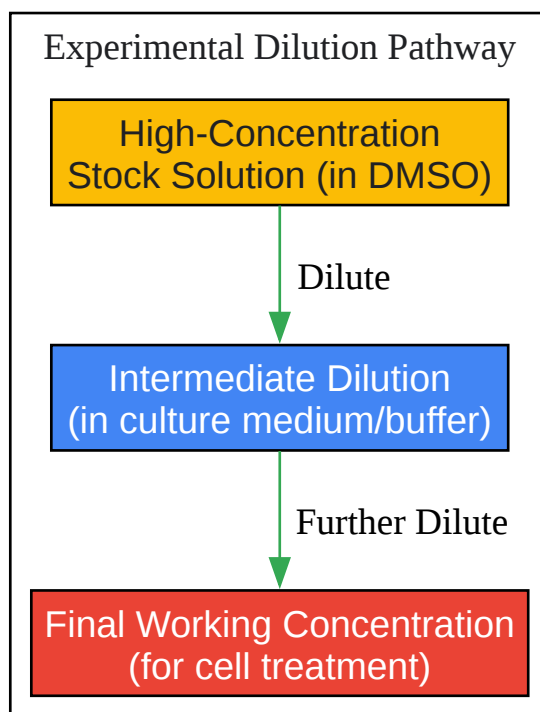 Experimental Dilution Pathway
High-Concentration
Stock Solution (in DMSO)
Dilute
Intermediate Dilution
(in culture medium/buffer)
Further Dilute
Final Working Concentration
(for cell treatment)